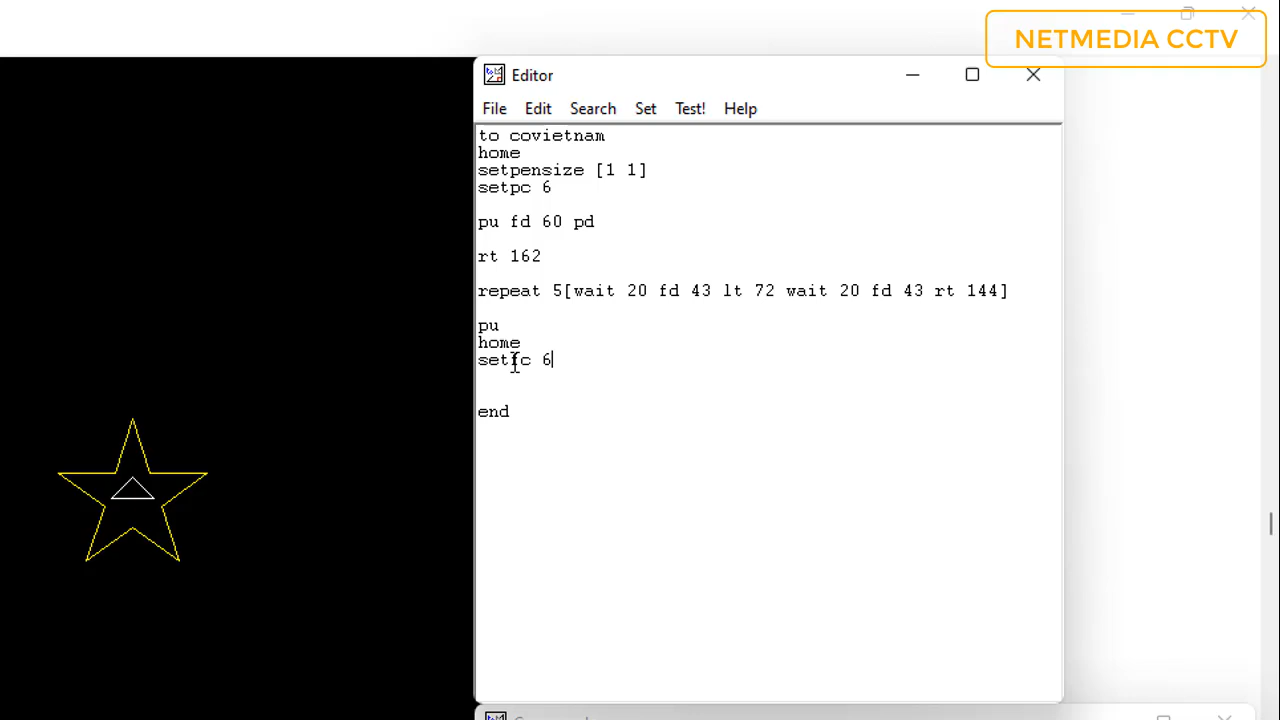 NETMEDIA CCTV
Editor
File Edit Search Set Test! Help
to covietnam
home
setpensize [1 1]
setpc 6
pu fd 60 pd
rt 162
repeat 5[wait 20 fd 43 lt 72 wait 20 fd 43 rt 144]
pu
home
setfc 6
end